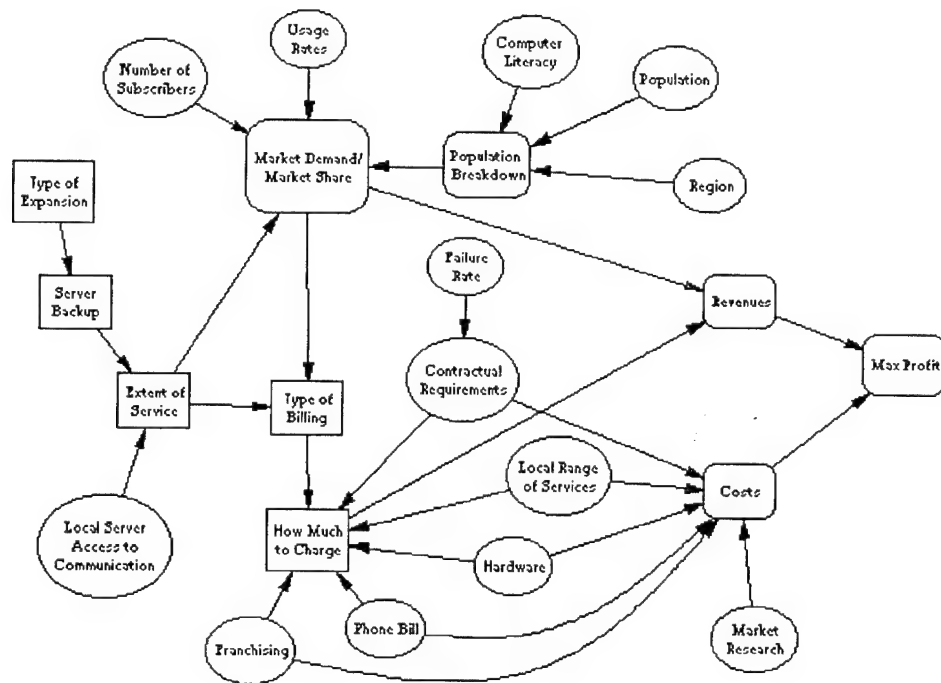 Usage
Rates
Computer
Literacy
Number of
Subscribers
Population
Market Demand/
Market Share
Population
Breakdown
Type of
Expansion
Region
Failure
Rate
Server
Backup
Revenues
Contractual
Requirements
Max Profit
Extent of
Service
Type of
Billing
Local Range
of Services
Costs
Local Server
Access to
Communication
How Much
to Charge
Hardware
Phone Bill
Franchising
Market
Research